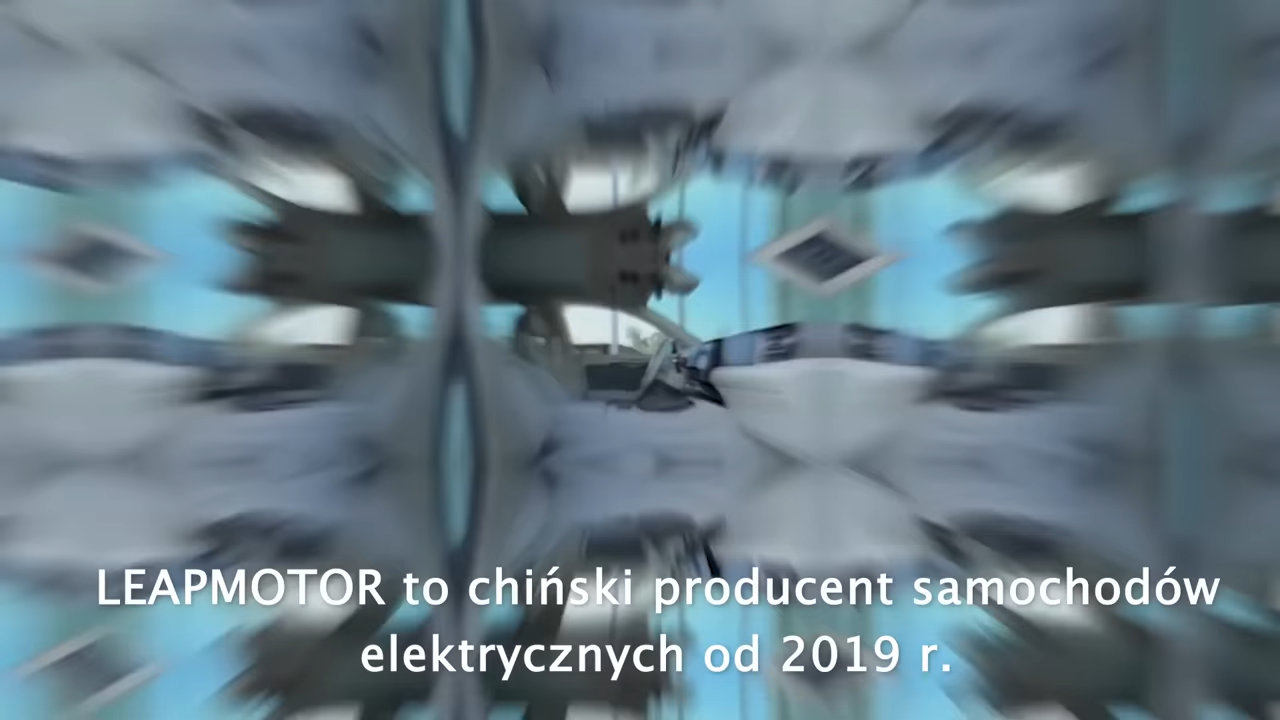 LEAPMOTOR to chiński producent samochodów
elektrycznych od 2019 r.